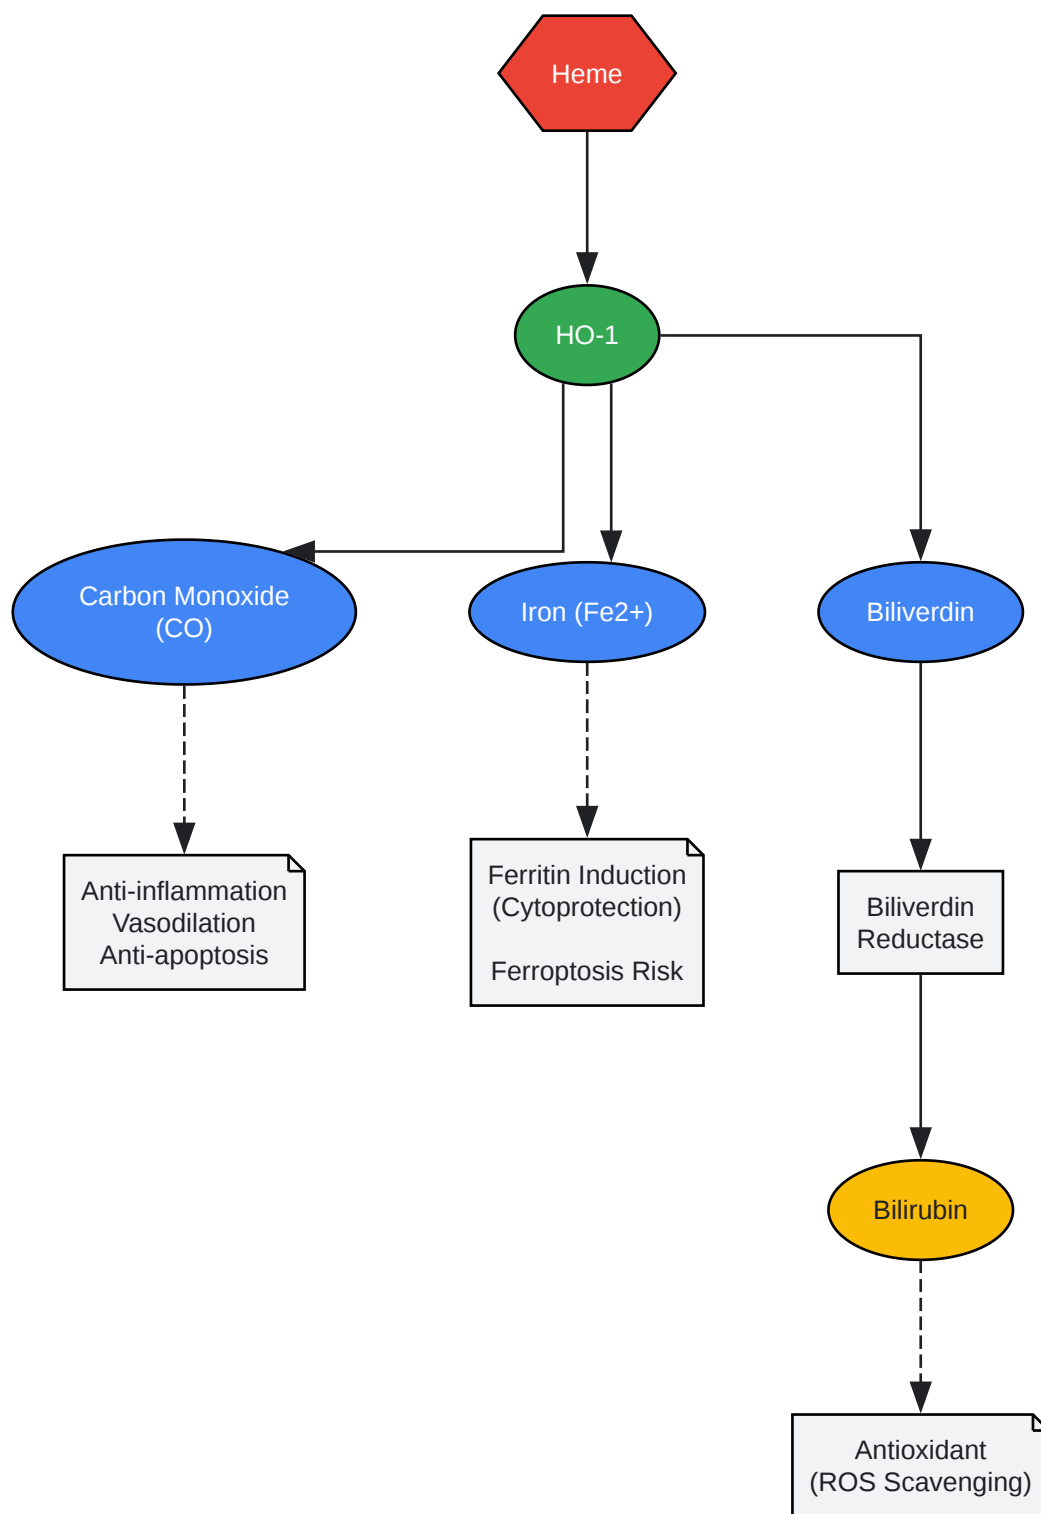 Heme
HO-1
Carbon Monoxide
(CO)
Iron (Fe2+)
Biliverdin
Anti-inflammation
Vasodilation
Anti-apoptosis
Ferritin Induction
(Cytoprotection)
Ferroptosis Risk
Biliverdin
Reductase
Bilirubin
Antioxidant
(ROS Scavenging)